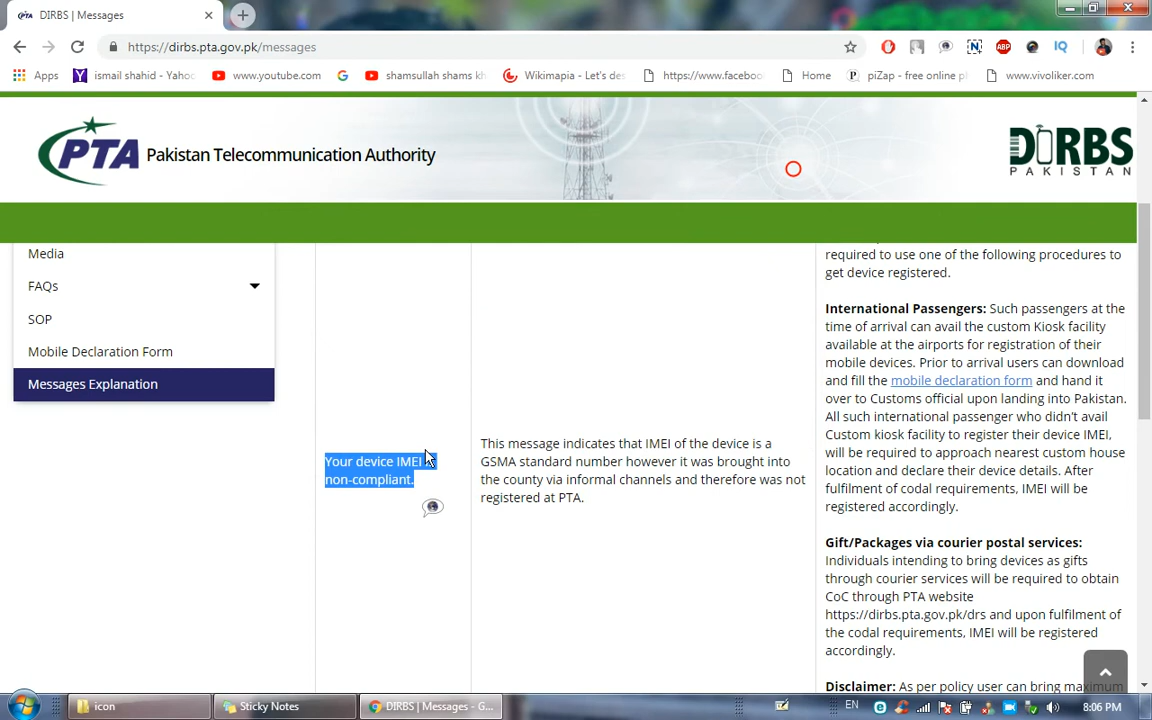 DIRBS | Messages
https://dirbs.pta.gov.pk/messages
Apps
ismail shahid - Yaho
www.youtube.com
shamsullah shams kh
Wikimapia - Let's de
https://www.faceboo
Home
piZap - free online p
www.vivoliker.com
PTA
Pakistan Telecommunication Authority
DIRBS
PAKISTAN
Media
FAQs
SOP
Mobile Declaration Form
Messages Explanation
Your device IMEI
non-compliant.
This message indicates that IMEI of the device is a
GSMA standard number however it was brought into
the county via informal channels and therefore was not
registered at PTA.
required to use one of the following procedures to
get device registered.
International Passengers: Such passengers at the
time of arrival can avail the custom Kiosk facility
available at the airports for registration of their
mobile devices. Prior to arrival users can download
and fill the mobile declaration form and hand it
over to Customs official upon landing into Pakistan.
All such international passenger who didn't avail
Custom kiosk facility to register their device IMEI,
will be required to approach nearest custom house
location and declare their device details. After
fulfilment of codal requirements, IMEI will be
registered accordingly.
Gift/Packages via courier postal services:
Individuals intending to bring devices as gifts
through courier services will be required to obtain
CoC through PTA website
https://dirbs.pta.gov.pk/drs and upon fulfilment of
the codal requirements, IMEI will be registered
accordingly.
Disclaimer: As per policy user can bring maximum
icon
Sticky Notes
DIRBS | Messages - G...
EN
8:06 PM